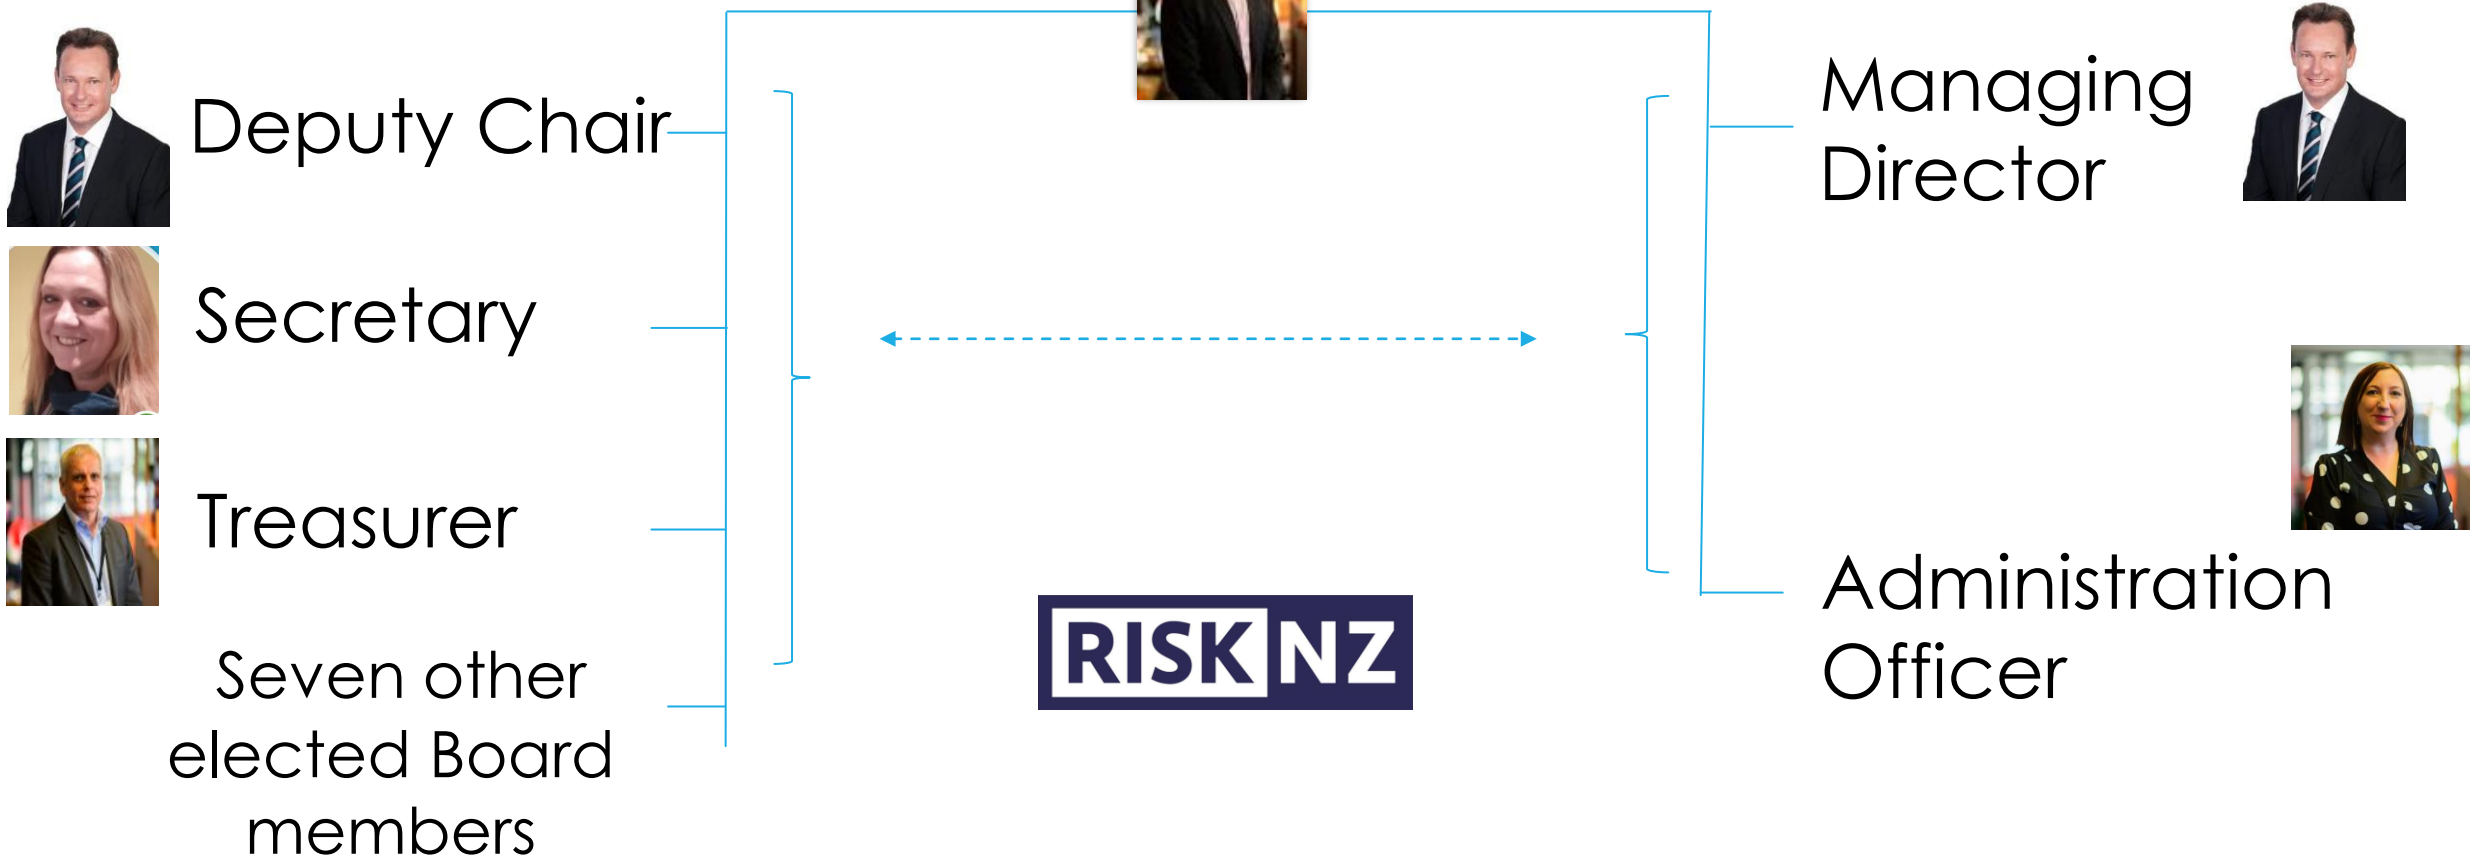 Deputy Chair
Secretary
Treasurer
Seven other
elected Board
members
RISK NZ
Managing
Director
Administration
Officer